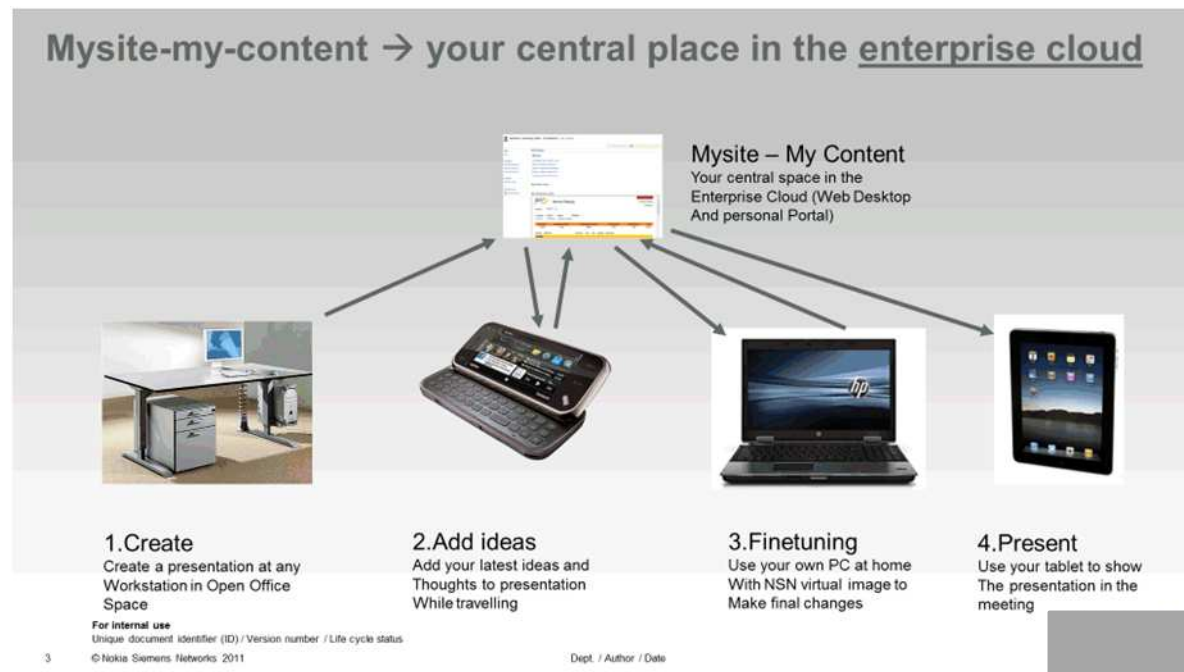 Mysite-my-content → your central place in the enterprise cloud
Mysite – My Content
Your central space in the
Enterprise Cloud (Web Desktop
And personal Portal)
hp
1.Create
Create a presentation at any
Workstation in Open Office
Space
2.Add ideas
Add your latest ideas and
Thoughts to presentation
While travelling
3.Finetuning
Use your own PC at home
With NSN virtual image to
Make final changes
4.Present
Use your tablet to show
The presentation in the
meeting
For internal use
Unique document identifier (ID) / Version number / Life cycle status
3 © Nokia Siemens Networks 2011 Dept. / Author / Date